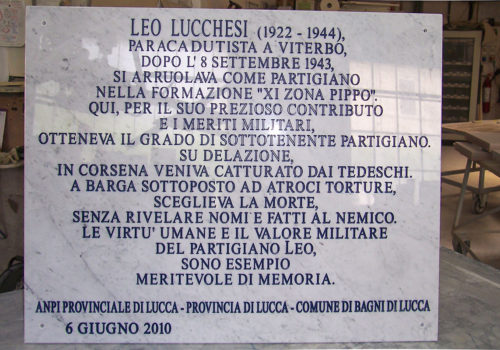 LEO LUCCHESI (1922 - 1944),
PARACADUTISTA A VITERBO,
DOPO L' 8 SETTEMBRE 1943,
SI ARRUOLAVA COME PARTIGIANO
NELLA FORMAZIONE "XI ZONA PIPPO".
QUI, PER IL SUO PREZIOSO CONTRIBUTO
E I MERITI MILITARI,
OTTENEVA IL GRADO DI SOTTOTENENTE PARTIGIANO.
SU DELAZIONE,
IN CORSENA VENIVA CATTURATO DAI TEDESCHI.
A BARGA SOTTOPOSTO AD ATROCI TORTURE,
SCEGLIEVA LA MORTE,
SENZA RIVELARE NOMI E FATTI AL NEMICO.
LE VIRTU' UMANE E IL VALORE MILITARE
DEL PARTIGIANO LEO,
SONO ESEMPIO
MERITEVOLE DI MEMORIA.
ANPI PROVINCIALE DI LUCCA - PROVINCIA DI LUCCA - COMUNE DI BAGNI DI LUCCA
6 GIUGNO 2010